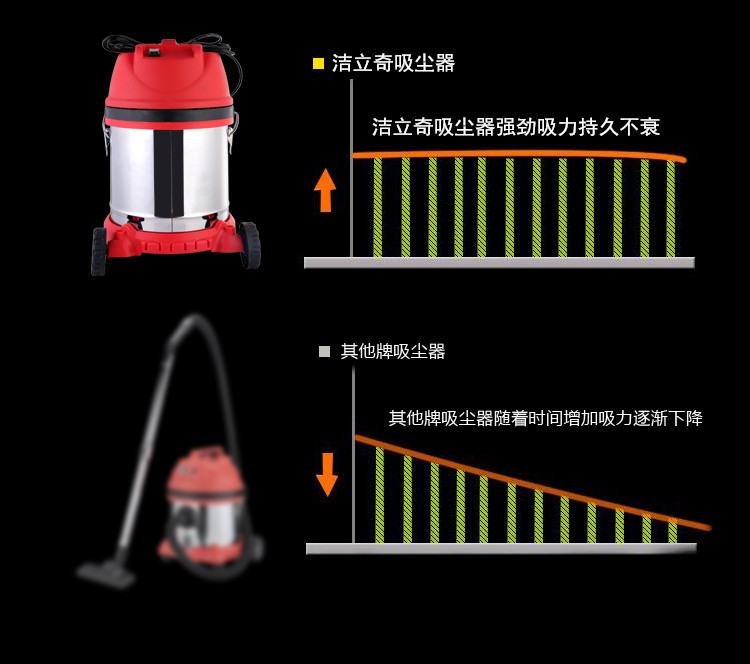 洁立奇吸尘器
洁立奇吸尘器强劲吸力持久不衰
其他牌吸尘器
其他牌吸尘器随着时间增加吸力逐渐下降